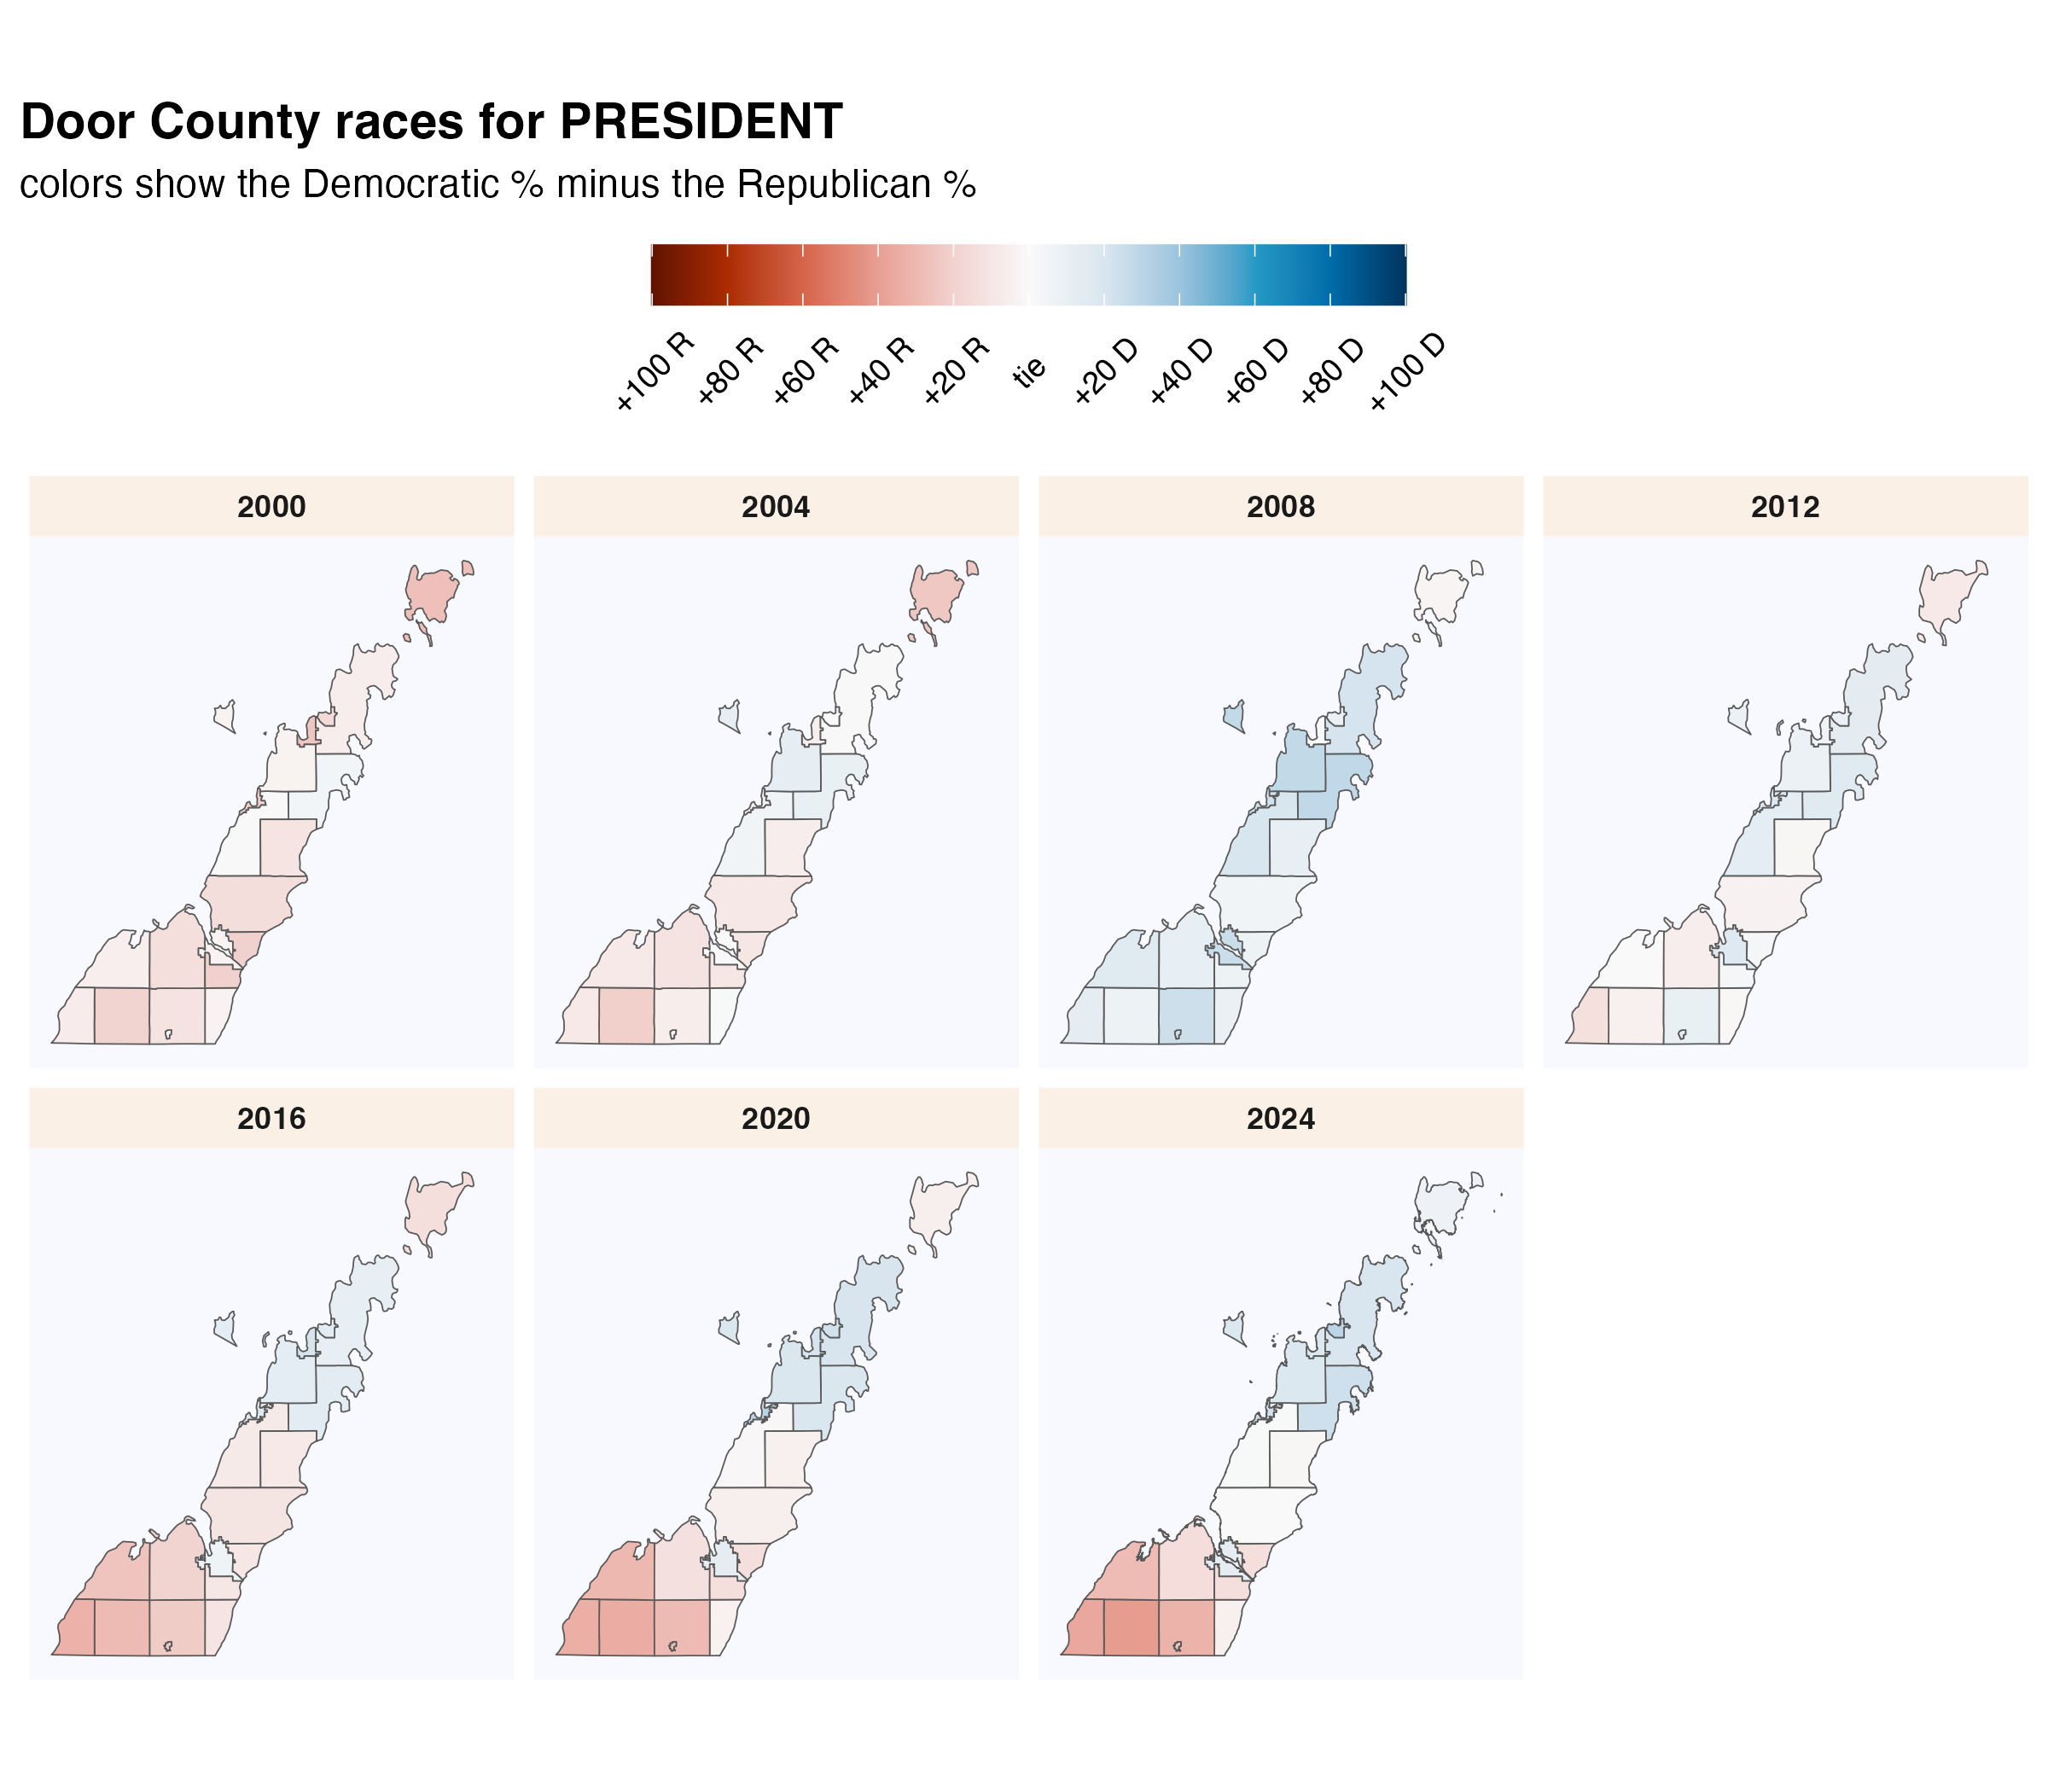 Door County races for PRESIDENT
colors show the Democratic % minus the Republican %
+100 R +80 R +60 R +40 R +20 R tie +20 D +40 D +60 D +80 D +100 D
2000 2004 2008 2012
2016 2020 2024